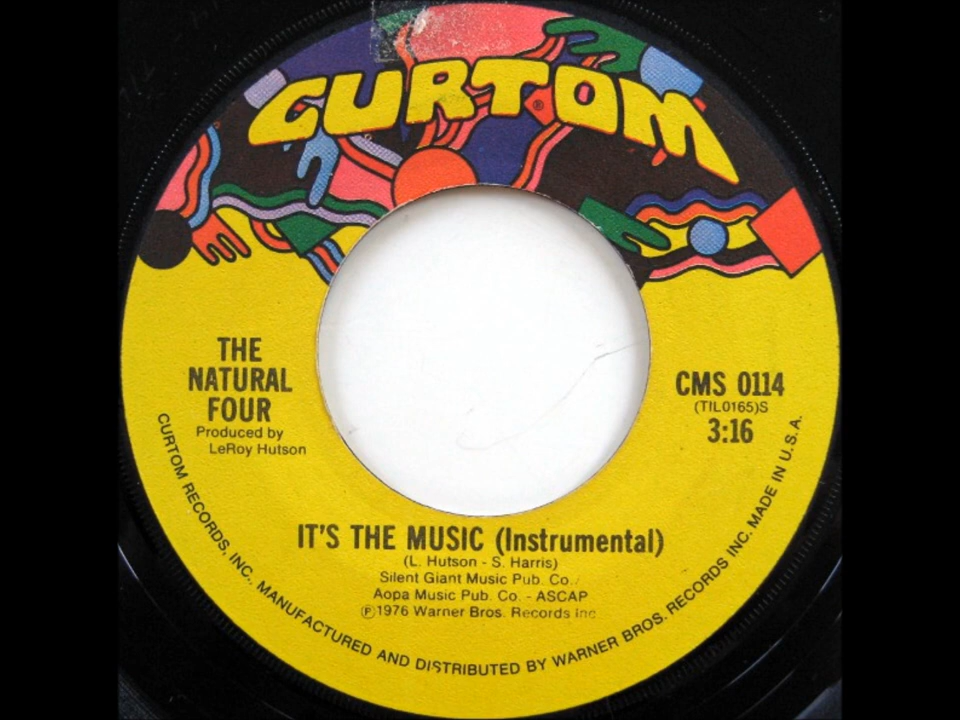 CURTOM
®
THE
NATURAL
FOUR
Produced by
LeRoy Hutson
CMS 0114
(TIL0165)S
3:16
IT'S THE MUSIC (Instrumental)
(L. Hutson - S. Harris)
Silent Giant Music Pub. Co./
Aopa Music Pub. Co. - ASCAP
Ⓟ1976 Warner Bros. Records Inc.
CURTOM RECORDS, INC., MANUFACTURED AND DISTRIBUTED BY WARNER BROS. RECORDS INC. MADE IN U.S.A.